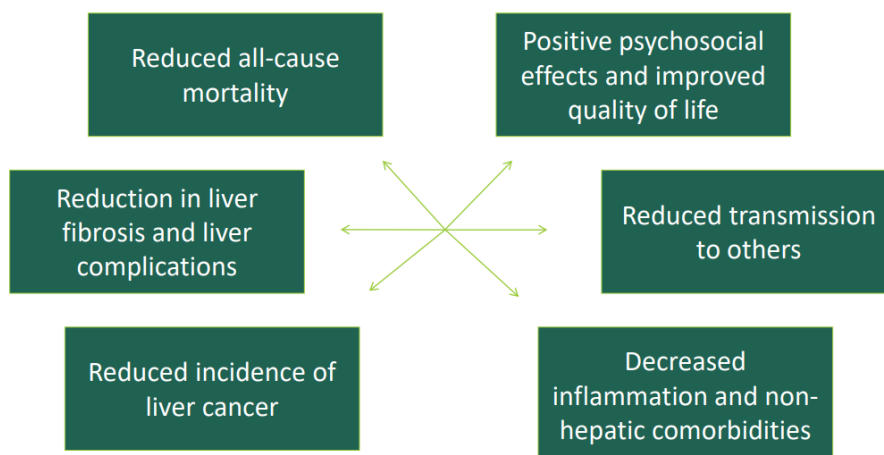 Reduced all-cause
mortality
Positive psychosocial
effects and improved
quality of life
Reduction in liver
fibrosis and liver
complications
Reduced transmission
to others
Reduced incidence of
liver cancer
Decreased
inflammation and non-
hepatic comorbidities